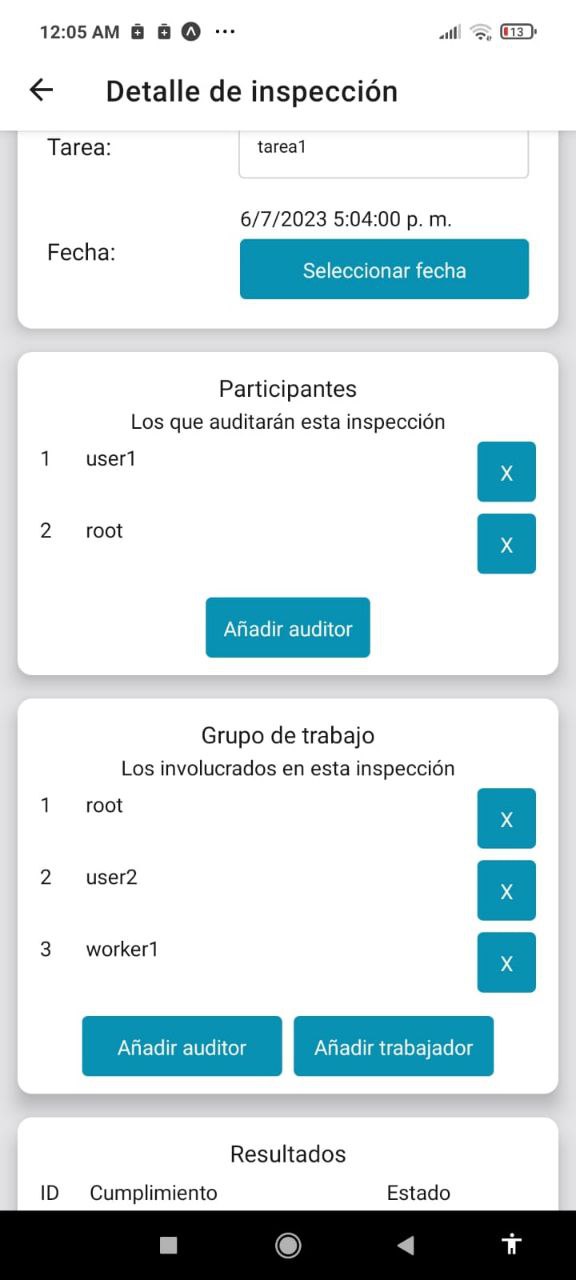 12:05 AM
13
Detalle de inspección
Tarea:
tarea1
6/7/2023 5:04:00 p. m.
Fecha:
Seleccionar fecha
Participantes
Los que auditarán esta inspección
1 user1 X
2 root X
Añadir auditor
Grupo de trabajo
Los involucrados en esta inspección
1 root X
2 user2 X
3 worker1 X
Añadir auditor Añadir trabajador
Resultados
ID Cumplimiento Estado